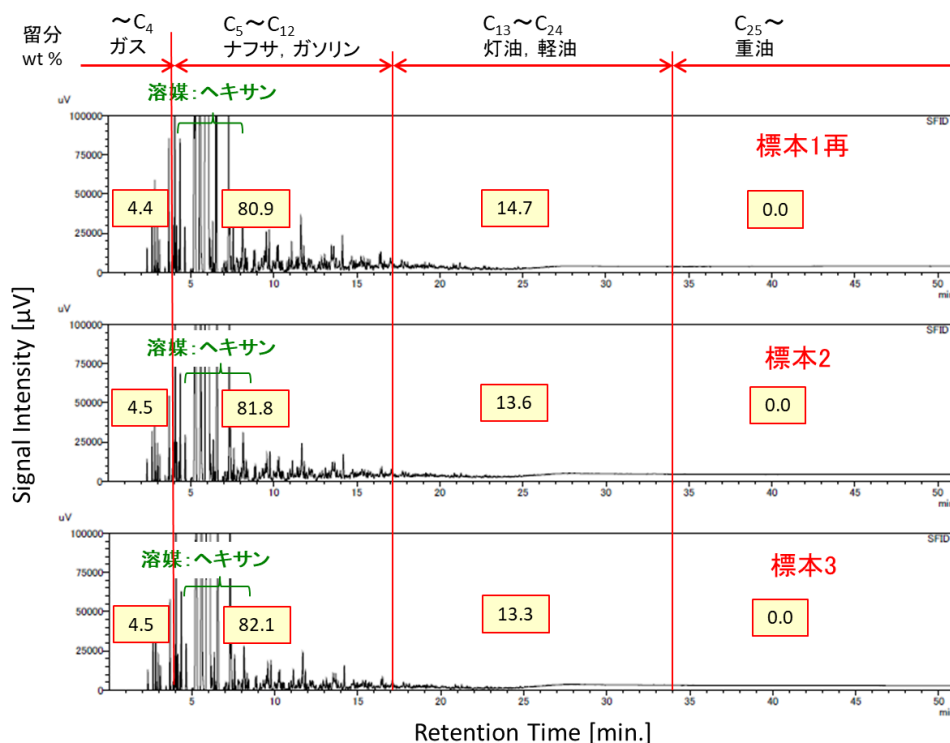 留分
wt %
～C4
ガス
C5～C12
ナフサ, ガソリン
C13～C24
灯油, 軽油
C25～
重油
溶媒：ヘキサン
uV
SFID
標本1再
100000
75000
50000
25000
0
4.4
80.9
14.7
0.0
5 10 15 20 25 30 35 40 45 50
min
uV
溶媒：ヘキサン
標本2
100000
75000
50000
25000
0
4.5
81.8
13.6
0.0
5 10 15 20 25 30 35 40 45 50
min
uV
SFID
溶媒：ヘキサン
標本3
100000
75000
50000
25000
0
4.5
82.1
13.3
0.0
5 10 15 20 25 30 35 40 45 50
min
Signal Intensity [μV]
Retention Time [min.]